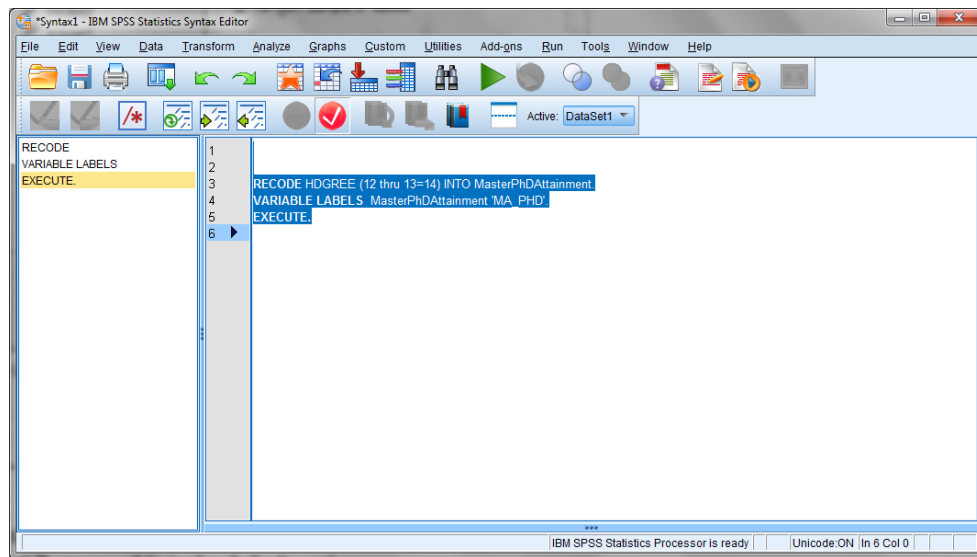 *Syntax1 - IBM SPSS Statistics Syntax Editor
File Edit View Data Transform Analyze Graphs Custom Utilities Add-ons Run Tools Window Help
Active: DataSet1
RECODE
VARIABLE LABELS
EXECUTE.
1
2
3 RECODE HDGREE (12 thru 13=14) INTO MasterPhDAttainment.
4 VARIABLE LABELS  MasterPhDAttainment 'MA_PHD'.
5 EXECUTE.
6
IBM SPSS Statistics Processor is ready Unicode:ON In 6 Col 0